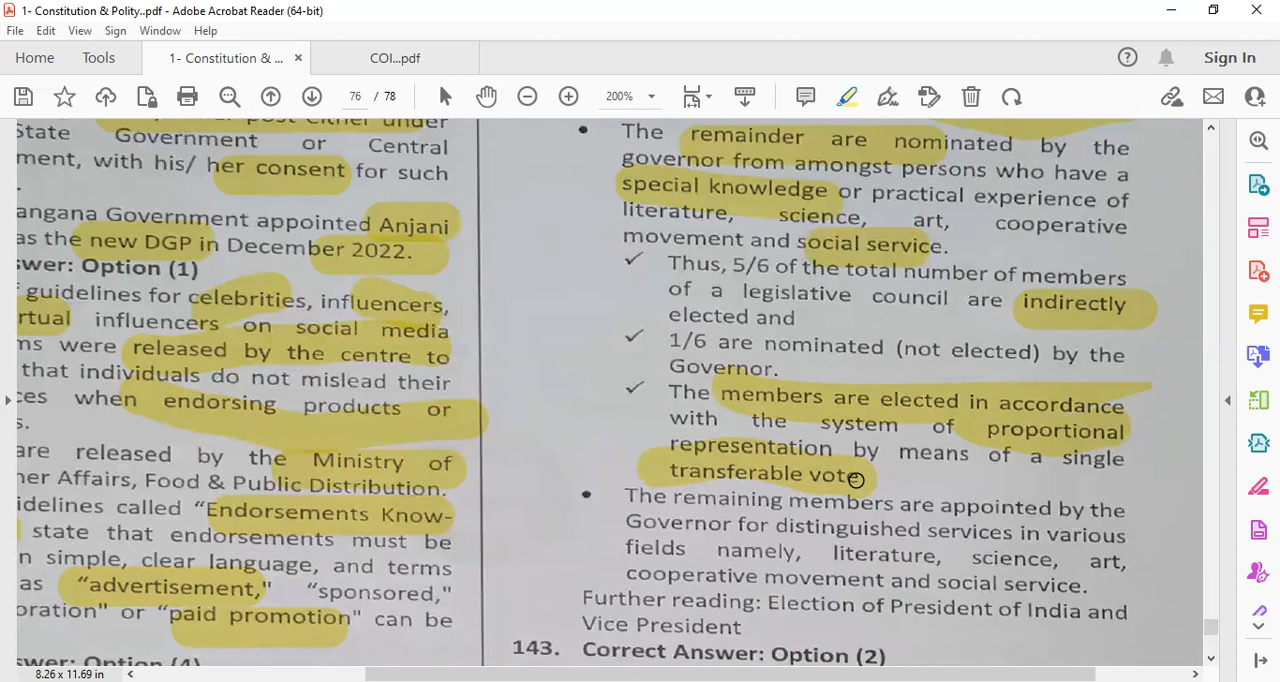 1- Constitution & Polity..pdf - Adobe Acrobat Reader (64-bit)
File Edit View Sign Window Help
Home Tools 1- Constitution & ... × COI...pdf Sign In
76 / 78 200%
State Government or Central
ment, with his/ her consent for such
angana Government appointed Anjani
as the new DGP in December 2022.
swer: Option (1)
guidelines for celebrities, influencers,
rtual influencers on social media
ms were released by the centre to
that individuals do not mislead their
ces when endorsing products or
s.
are released by the Ministry of
ner Affairs, Food & Public Distribution.
idelines called "Endorsements Know-
state that endorsements must be
n simple, clear language, and terms
as "advertisement," "sponsored,"
oration" or "paid promotion" can be
swer: Option (4)
• The remainder are nominated by the
governor from amongst persons who have a
special knowledge or practical experience of
literature, science, art, cooperative
movement and social service.
✓ Thus, 5/6 of the total number of members
of a legislative council are indirectly
elected and
✓ 1/6 are nominated (not elected) by the
Governor.
✓ The members are elected in accordance
with the system of proportional
representation by means of a single
transferable vote
• The remaining members are appointed by the
Governor for distinguished services in various
fields namely, literature, science, art,
cooperative movement and social service.
Further reading: Election of President of India and
Vice President
143. Correct Answer: Option (2)
8.26 x 11.69 in